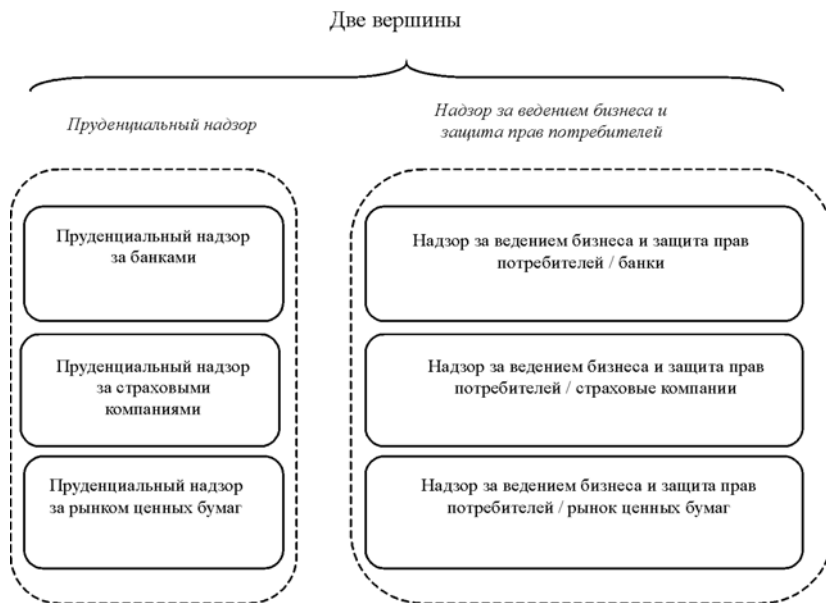 Две вершины
Пруденциальный надзор
Надзор за ведением бизнеса и
защита прав потребителей
Пруденциальный надзор
за банками
Надзор за ведением бизнеса и защита прав
потребителей / банки
Пруденциальный надзор
за страховыми
компаниями
Надзор за ведением бизнеса и защита прав
потребителей / страховые компании
Пруденциальный надзор
за рынком ценных бумаг
Надзор за ведением бизнеса и защита прав
потребителей / рынок ценных бумаг